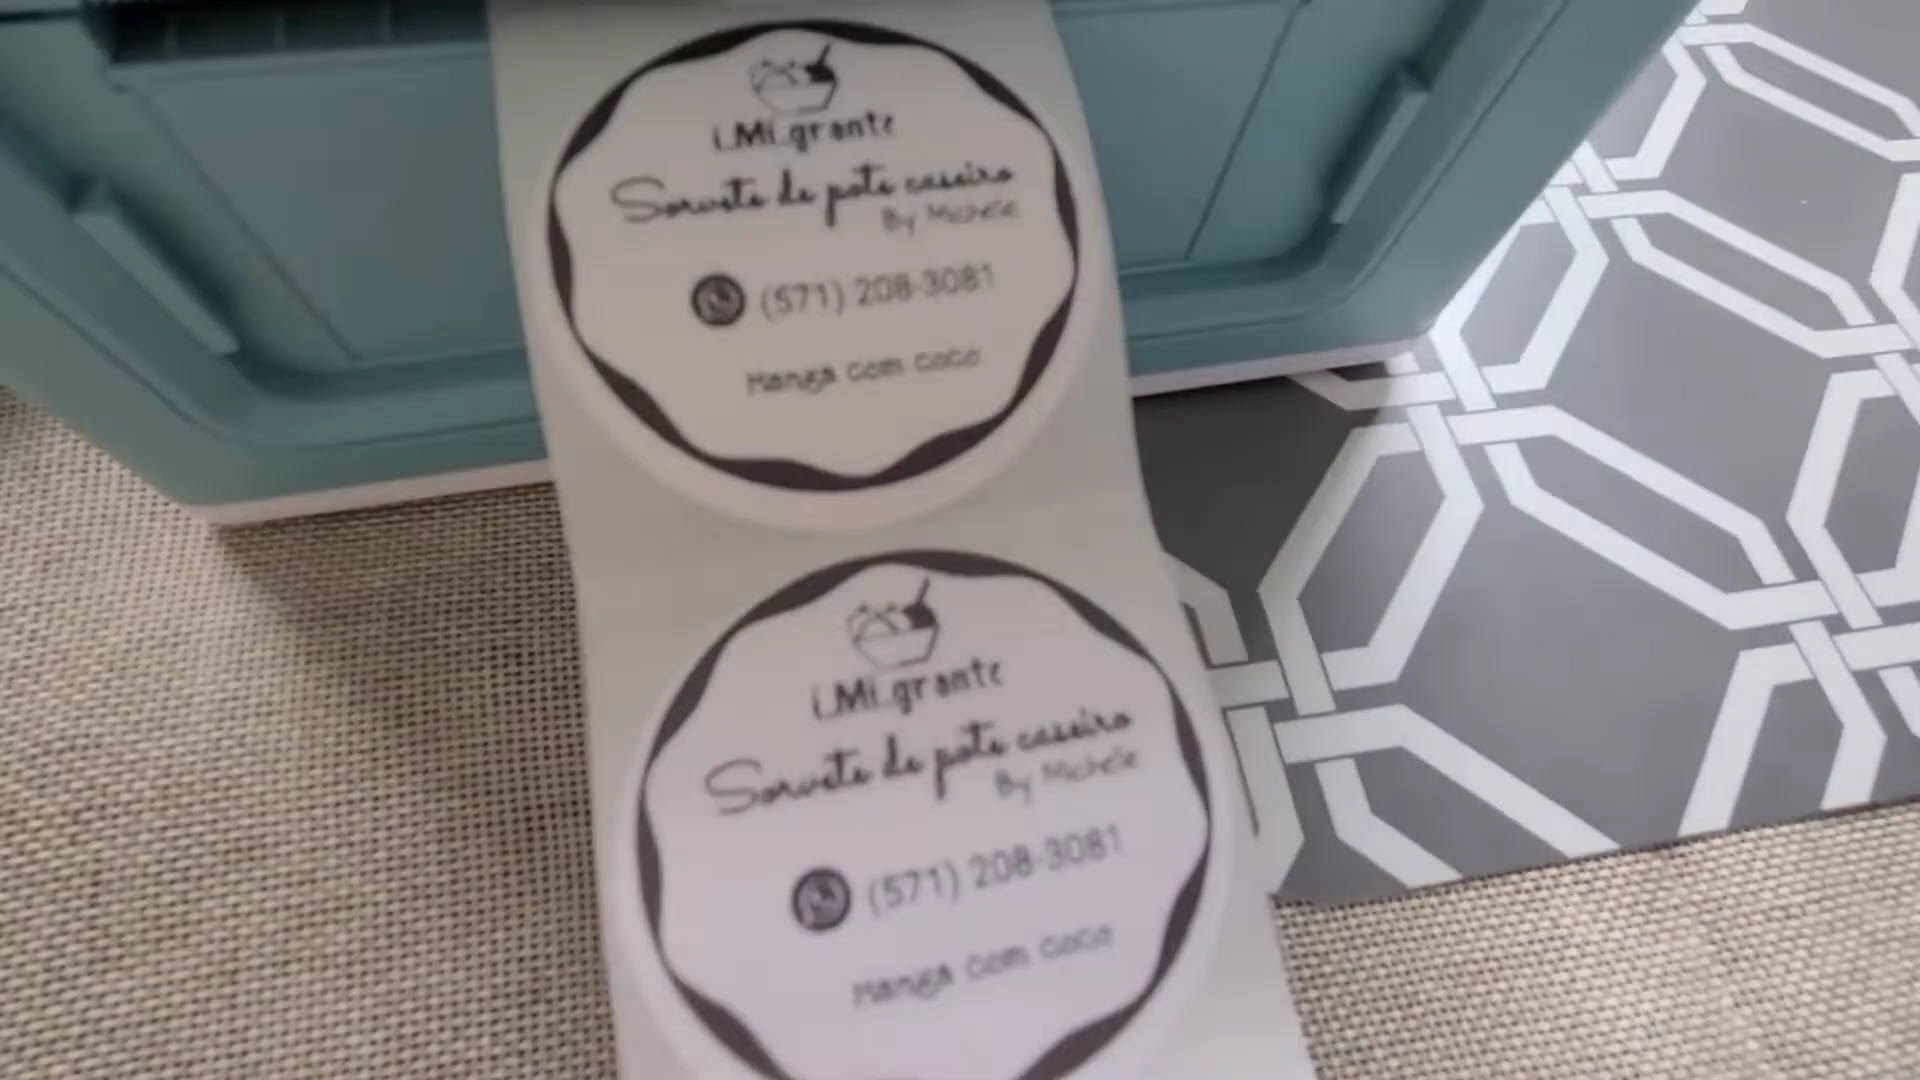 i.Mi.grante
Sorvete de pote caseiro
By Michele
(571) 208-3081
Manga com coco
i.Mi.grante
Sorvete de pote caseiro
By Michele
(571) 208-3081
Manga com coco